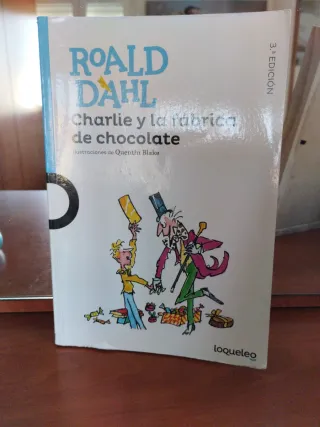 ROALD
DAHL
Charlie y la fábrica
de chocolate
Ilustraciones de Quentin Blake
3.ª EDICIÓN
loqueleo